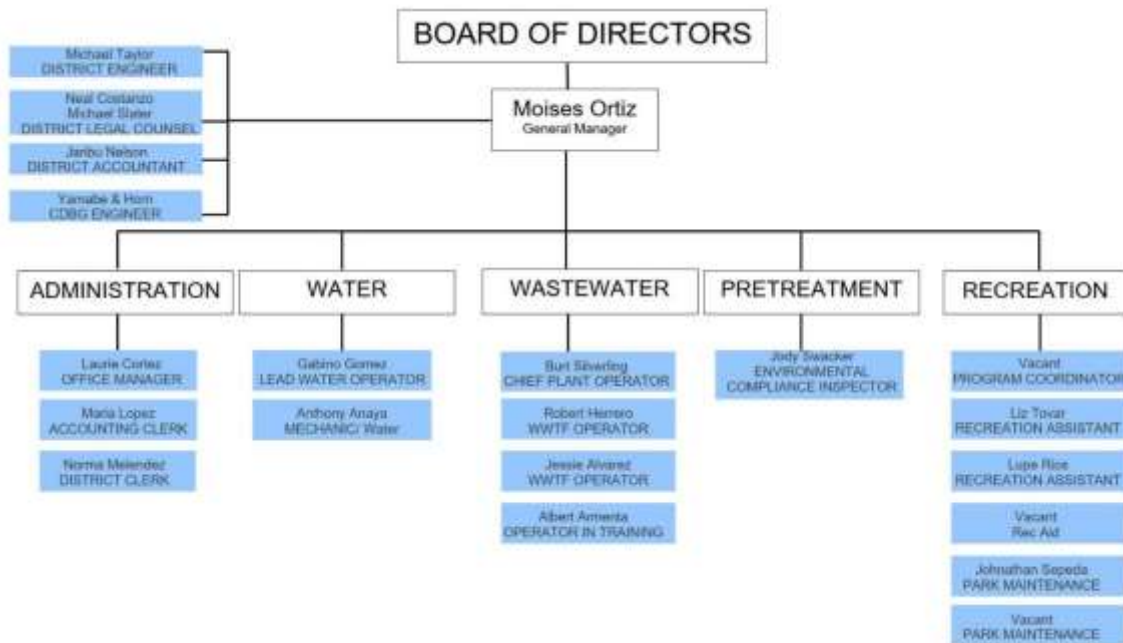 BOARD OF DIRECTORS
Moises Ortiz
General Manager
Michael Taylor
DISTRICT ENGINEER
Neal Costanzo
Michael Slater
DISTRICT LEGAL COUNSEL
Jaribu Nelson
DISTRICT ACCOUNTANT
Yamabe & Horn
CDBG ENGINEER
ADMINISTRATION
Laurie Cortez
OFFICE MANAGER
Maria Lopez
ACCOUNTING CLERK
Norma Melendez
DISTRICT CLERK
WATER
Gabino Gomez
LEAD WATER OPERATOR
Anthony Anaya
MECHANIC/ Water
WASTEWATER
Burt Silverling
CHIEF PLANT OPERATOR
Robert Herrero
WWTF OPERATOR
Jessie Alvarez
WWTF OPERATOR
Albert Armenta
OPERATOR IN TRAINING
PRETREATMENT
Jody Swacker
ENVIRONMENTAL
COMPLIANCE INSPECTOR
RECREATION
Vacant
PROGRAM COORDINATOR
Liz Tovar
RECREATION ASSISTANT
Lupe Rice
RECREATION ASSISTANT
Vacant
Rec Aid
Johnathan Sepeda
PARK MAINTENANCE
Vacant
PARK MAINTENANCE